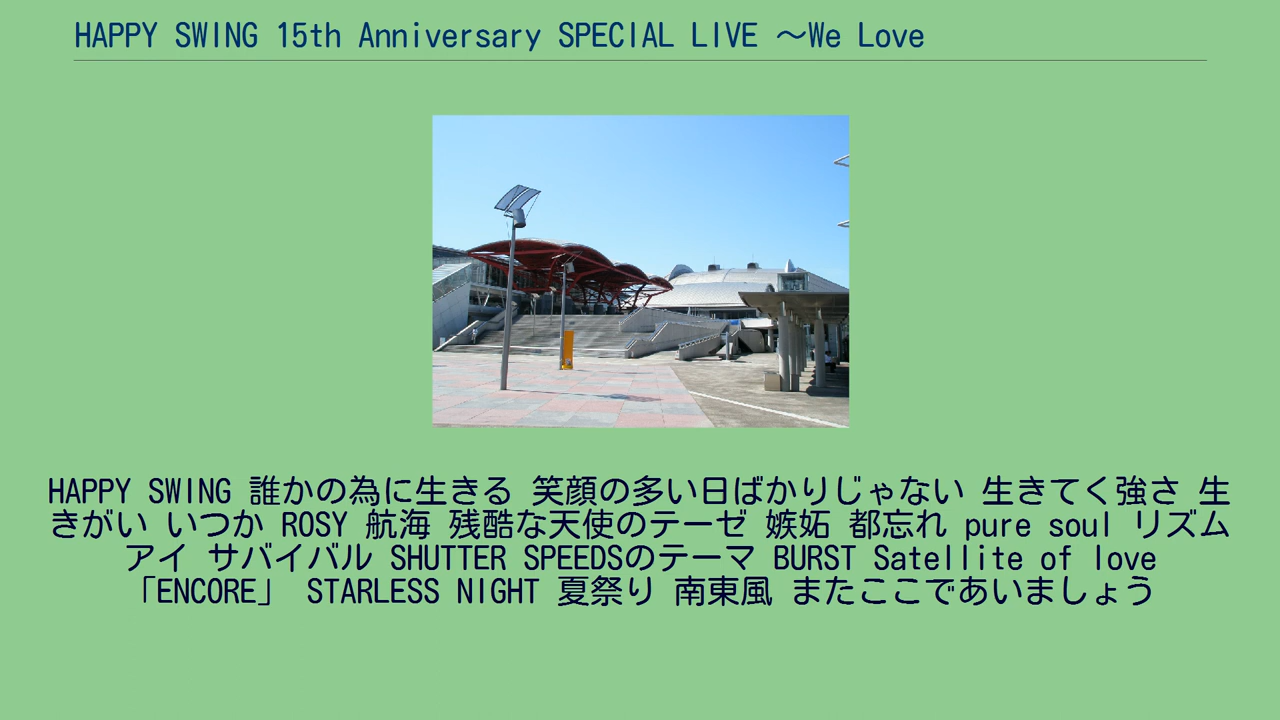 HAPPY SWING 15th Anniversary SPECIAL LIVE ～We Love
HAPPY SWING 誰かの為に生きる 笑顔の多い日ばかりじゃない 生きてく強さ 生
きがい いつか ROSY 航海 残酷な天使のテーゼ 嫉妬 都忘れ pure soul リズム
アイ サバイバル SHUTTER SPEEDSのテーマ BURST Satellite of love
「ENCORE」 STARLESS NIGHT 夏祭り 南東風 またここであいましょう